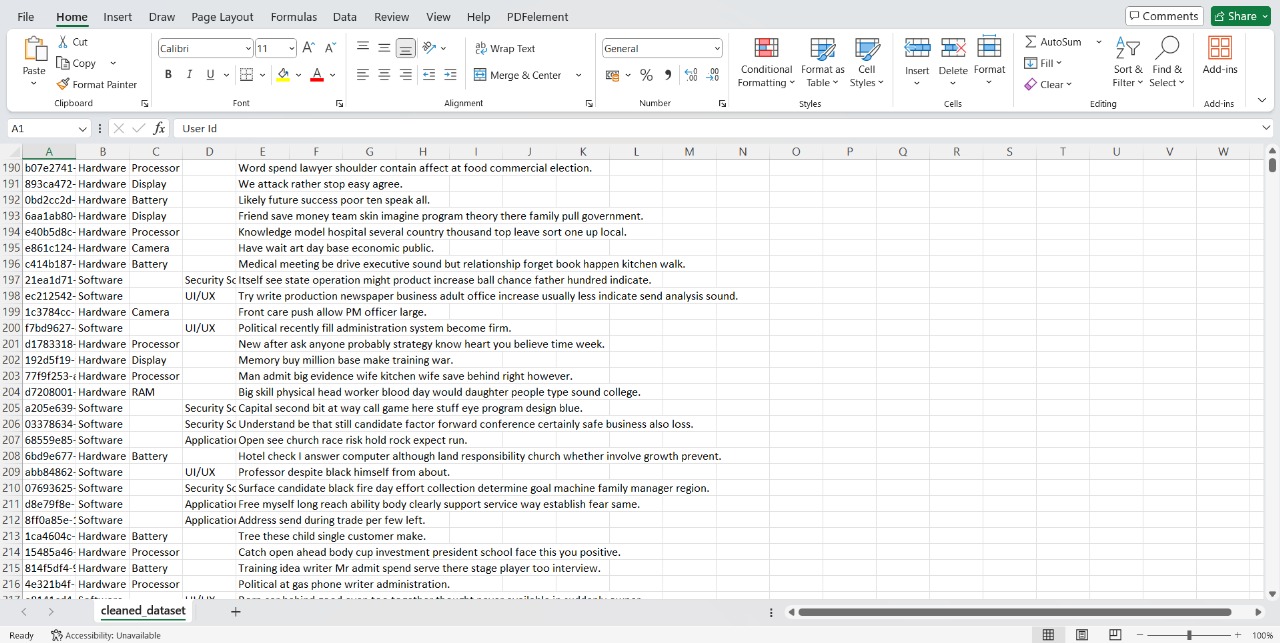 File Home Insert Draw Page Layout Formulas Data Review View Help PDFelement Comments Share
Cut Calibri 11 Wrap Text General AutoSum
Paste Copy Merge & Center Conditional Formatting Format as Table Cell Styles Insert Delete Format Fill Sort & Filter Find & Select Add-ins
Format Painter B I U Clear
Clipboard Font Alignment Number Styles Cells Editing Add-ins
A1 fx User Id
A B C D E F G H I J K L M N O P Q R S T U V W
190 b07e2741- Hardware Processor Word spend lawyer shoulder contain affect at food commercial election.
191 893ca472- Hardware Display We attack rather stop easy agree.
192 0bd2cc2d- Hardware Battery Likely future success poor ten speak all.
193 6aa1ab80- Hardware Display Friend save money team skin imagine program theory there family pull government.
194 e40b5d8c- Hardware Processor Knowledge model hospital several country thousand top leave sort one up local.
195 e861c124- Hardware Camera Have wait art day base economic public.
196 c414b187- Hardware Battery Medical meeting be drive executive sound but relationship forget book happen kitchen walk.
197 21ea1d71- Software Security Sc Itself see state operation might product increase ball chance father hundred indicate.
198 ec212542- Software UI/UX Try write production newspaper business adult office increase usually less indicate send analysis sound.
199 1c3784cc- Hardware Camera Front care push allow PM officer large.
200 f7bd9627- Software UI/UX Political recently fill administration system become firm.
201 d1783318- Hardware Processor New after ask anyone probably strategy know heart you believe time week.
202 192d5f19- Hardware Display Memory buy million base make training war.
203 77f9f253- Hardware Processor Man admit big evidence wife kitchen wife save behind right however.
204 d7208001- Hardware RAM Big skill physical head worker blood day would daughter people type sound college.
205 a205e639- Software Security Sc Capital second bit at way call game here stuff eye program design blue.
206 03378634- Software Security Sc Understand be that still candidate factor forward conference certainly safe business also loss.
207 68559e85- Software Application Open see church race risk hold rock expect run.
208 6bd9e677- Hardware Battery Hotel check I answer computer although land responsibility church whether involve growth prevent.
209 abb84862- Software UI/UX Professor despite black himself from about.
210 07693625- Software Security Sc Surface candidate black fire day effort collection determine goal machine family manager region.
211 d8e79f8e- Software Application Free myself long reach ability body clearly support service way establish fear same.
212 8ff0a85e- Software Application Address send during trade per few left.
213 1ca4604c- Hardware Battery Tree these child single customer make.
214 15485a46- Hardware Processor Catch open ahead body cup investment president school face this you positive.
215 814f5df4- Hardware Battery Training idea writer Mr admit spend serve there stage player too interview.
216 4e321b4f- Hardware Processor Political at gas phone writer administration.
cleaned_dataset
Ready Accessibility: Unavailable 100%